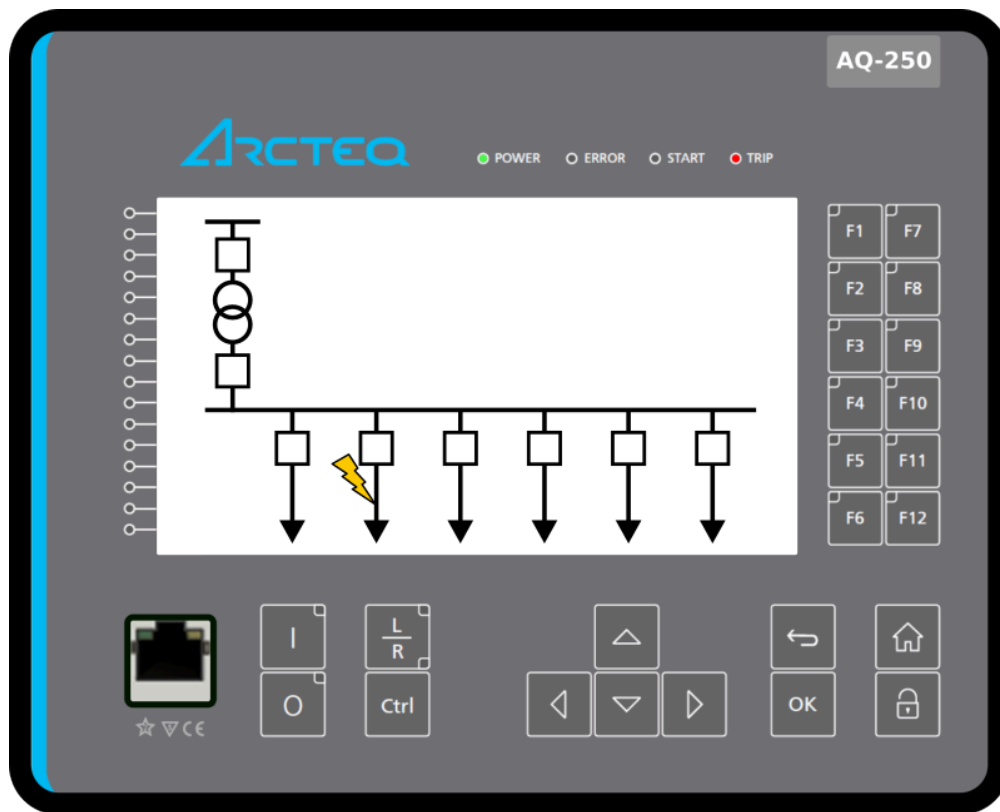 AQ-250
ARCTEQ
POWER ERROR START TRIP
F1 F7
F2 F8
F3 F9
F4 F10
F5 F11
F6 F12
I L
R
O Ctrl
OK
CE